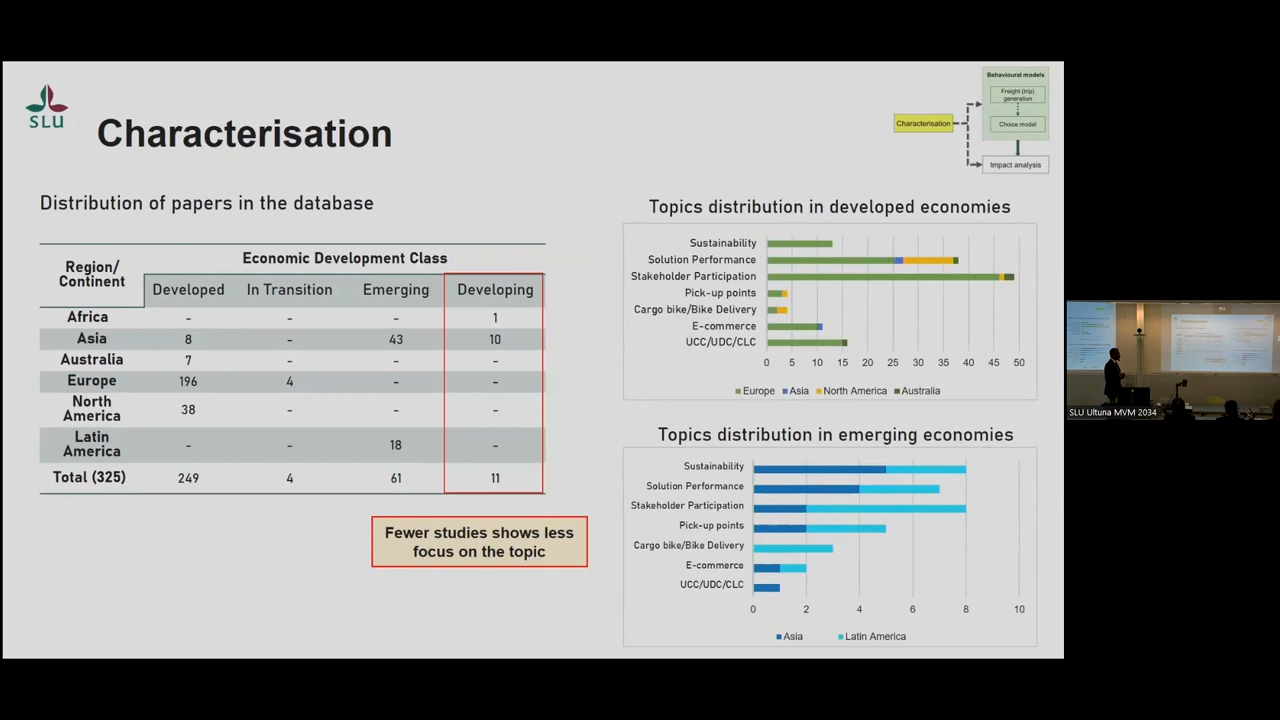 SLU
Characterisation
Behavioural models
Freight (trip)
generation
Characterisation
Choice model
Impact analysis
Distribution of papers in the database
Region/
Continent
Economic Development Class
Developed In Transition Emerging Developing
Africa - - - 1
Asia 8 - 43 10
Australia 7 - - -
Europe 196 4 - -
North
America 38 - - -
Latin
America - - 18 -
Total (325) 249 4 61 11
Fewer studies shows less
focus on the topic
Topics distribution in developed economies
Sustainability
Solution Performance
Stakeholder Participation
Pick-up points
Cargo bike/Bike Delivery
E-commerce
UCC/UDC/CLC
0 5 10 15 20 25 30 35 40 45 50
Europe Asia North America Australia
Topics distribution in emerging economies
Sustainability
Solution Performance
Stakeholder Participation
Pick-up points
Cargo bike/Bike Delivery
E-commerce
UCC/UDC/CLC
0 2 4 6 8 10
Asia Latin America
SLU Ultuna MVM 2034